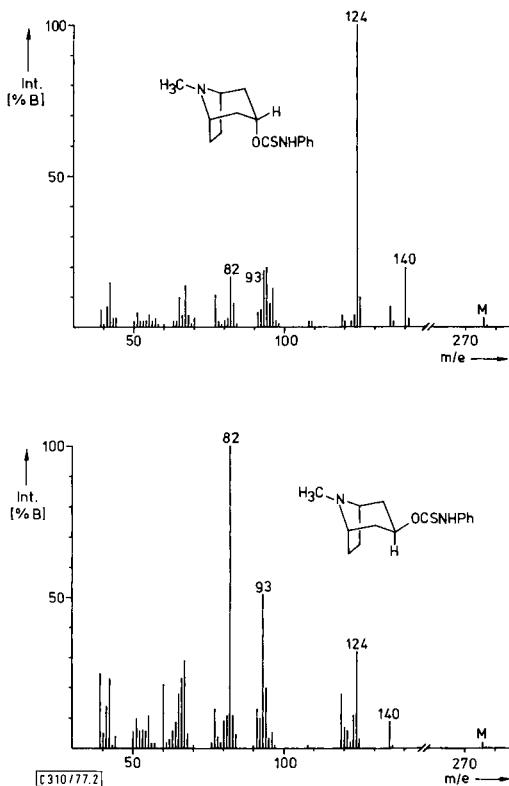 124
100
Int.
[% B]
H3C
N
H
OCSNHPh
50
82
93
140
M
50
100
270
m/e
100
82
Int.
[% B]
H3C
N
OCSNHPh
H
50
93
124
140
M
50
100
270
m/e
C310/77.2